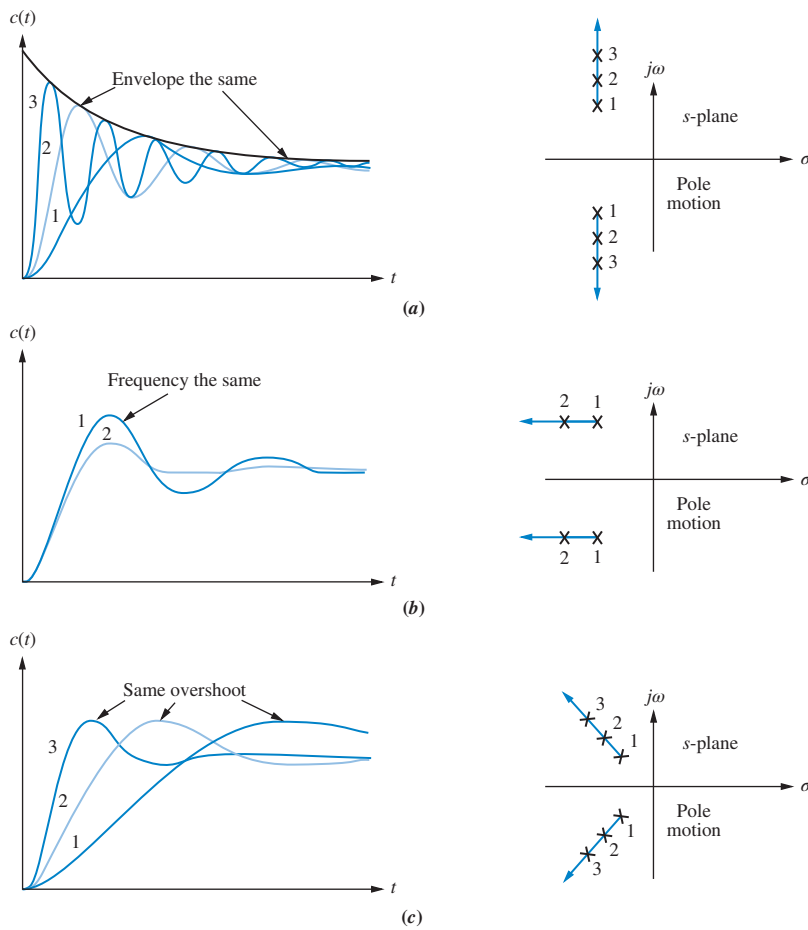 c(t)
Envelope the same
3
2
1
t
3
2
1
jω
s-plane
σ
Pole
motion
1
2
3
(a)
c(t)
Frequency the same
1
2
t
2 1
jω
s-plane
σ
Pole
motion
2 1
(b)
c(t)
Same overshoot
3
2
1
t
3
2
1
jω
s-plane
σ
Pole
motion
1
2
3
(c)